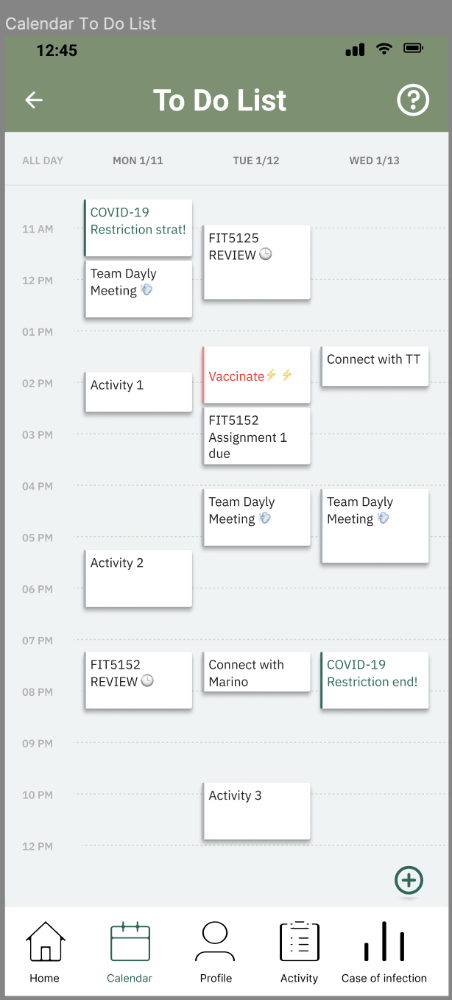 Calendar To Do List
12:45
To Do List
ALL DAY
MON 1/11
TUE 1/12
WED 1/13
COVID-19
Restriction strat!
11 AM
FIT5125
REVIEW 🕒
Team Dayly
Meeting 💨
12 PM
01 PM
Connect with TT
Vaccinate⚡ ⚡
Activity 1
02 PM
FIT5152
Assignment 1
due
03 PM
04 PM
Team Dayly
Meeting 💨
Team Dayly
Meeting 💨
05 PM
Activity 2
06 PM
07 PM
FIT5152
REVIEW 🕒
Connect with
Marino
COVID-19
Restriction end!
08 PM
09 PM
10 PM
Activity 3
12 PM
Home
Calendar
Profile
Activity
Case of infection